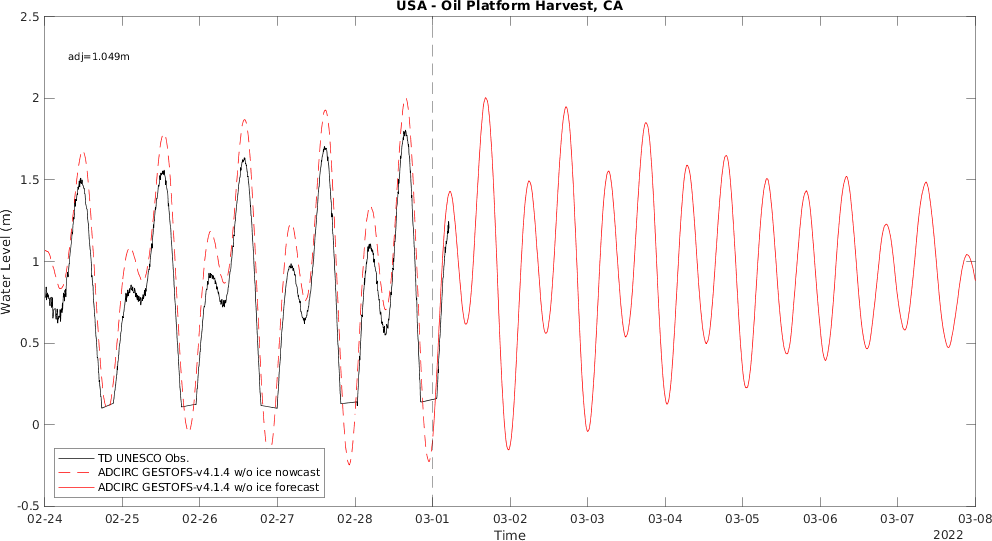 USA - Oil Platform Harvest, CA
2.5
adj=1.049m
2
1.5
1
0.5
0
-0.5
Water Level (m)
TD UNESCO Obs.
ADCIRC GESTOFS-v4.1.4 w/o ice nowcast
ADCIRC GESTOFS-v4.1.4 w/o ice forecast
02-24 02-25 02-26 02-27 02-28 03-01 03-02 03-03 03-04 03-05 03-06 03-07 03-08
Time
2022